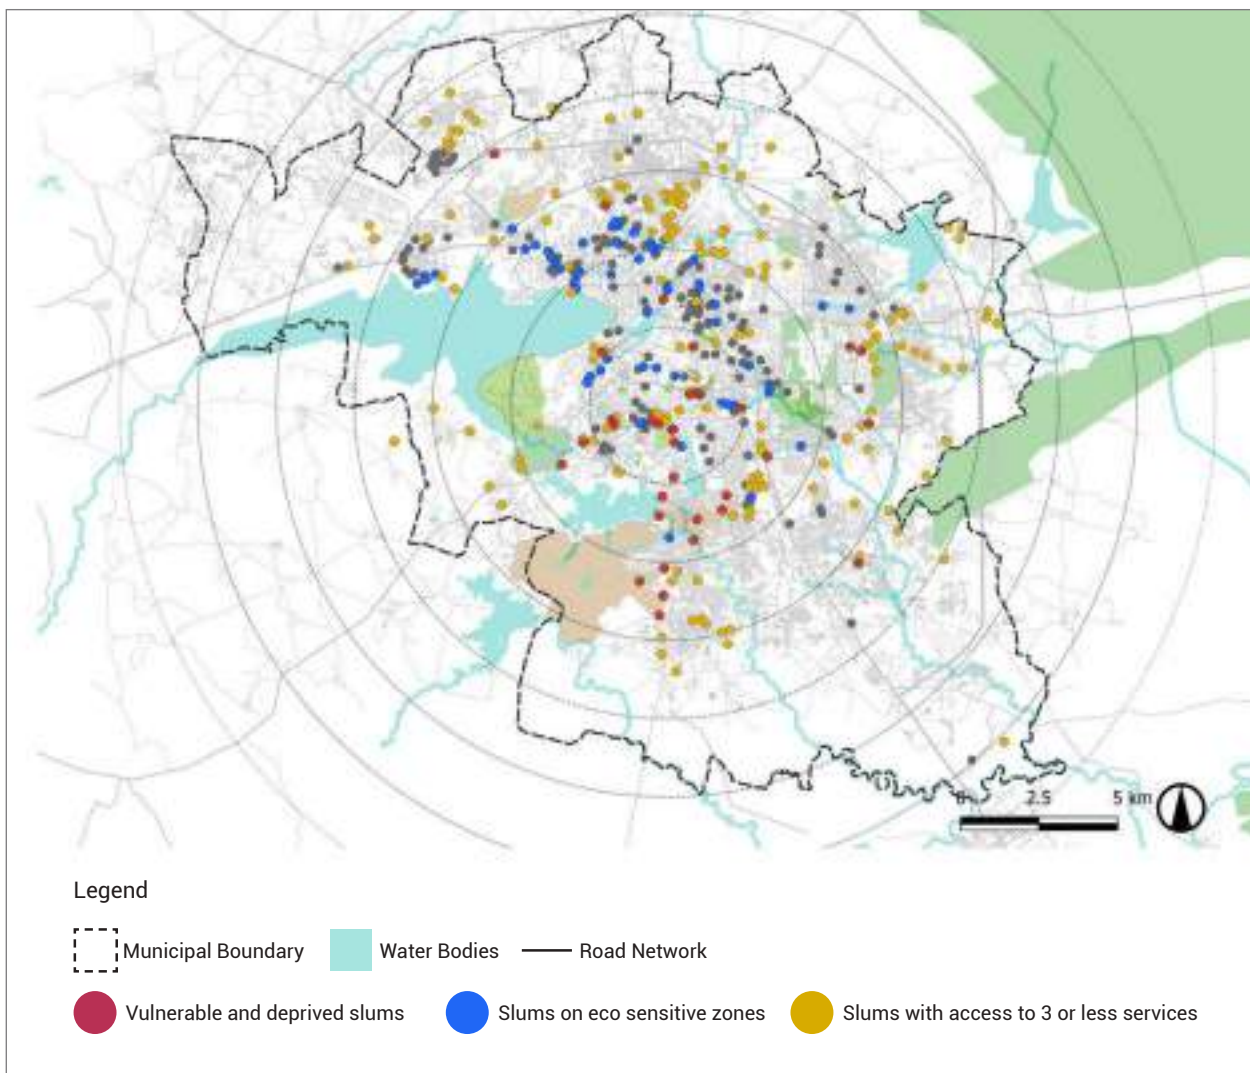 0 2.5 5 km
Legend
Municipal Boundary Water Bodies Road Network
Vulnerable and deprived slums Slums on eco sensitive zones Slums with access to 3 or less services